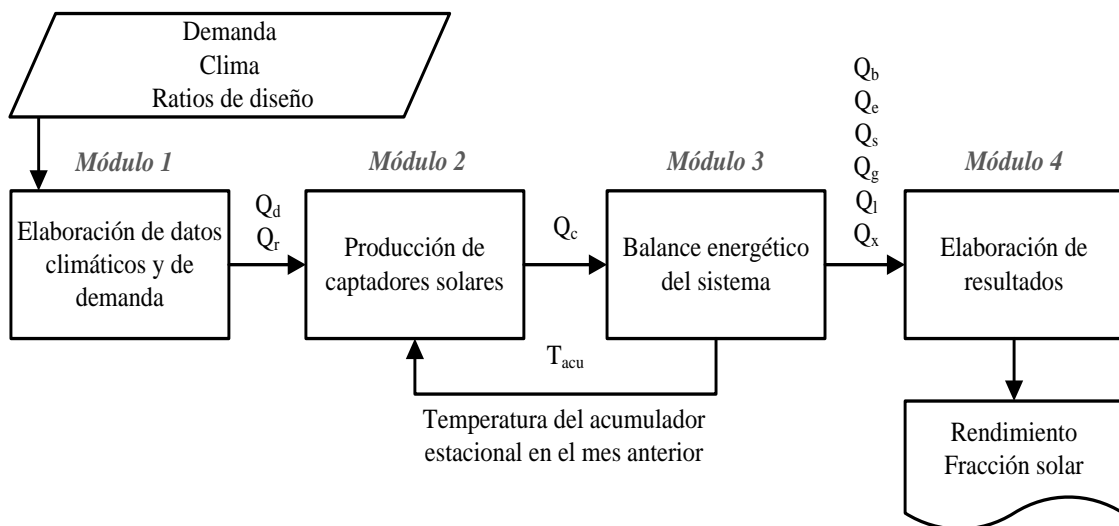 Demanda
Clima
Ratios de diseño
Módulo 1
Elaboración de datos
climáticos y de
demanda
Q_d
Q_r
Módulo 2
Producción de
captadores solares
Q_c
Módulo 3
Balance energético
del sistema
T_acu
Temperatura del acumulador
estacional en el mes anterior
Q_b
Q_e
Q_s
Q_g
Q_l
Q_x
Módulo 4
Elaboración de
resultados
Rendimiento
Fracción solar